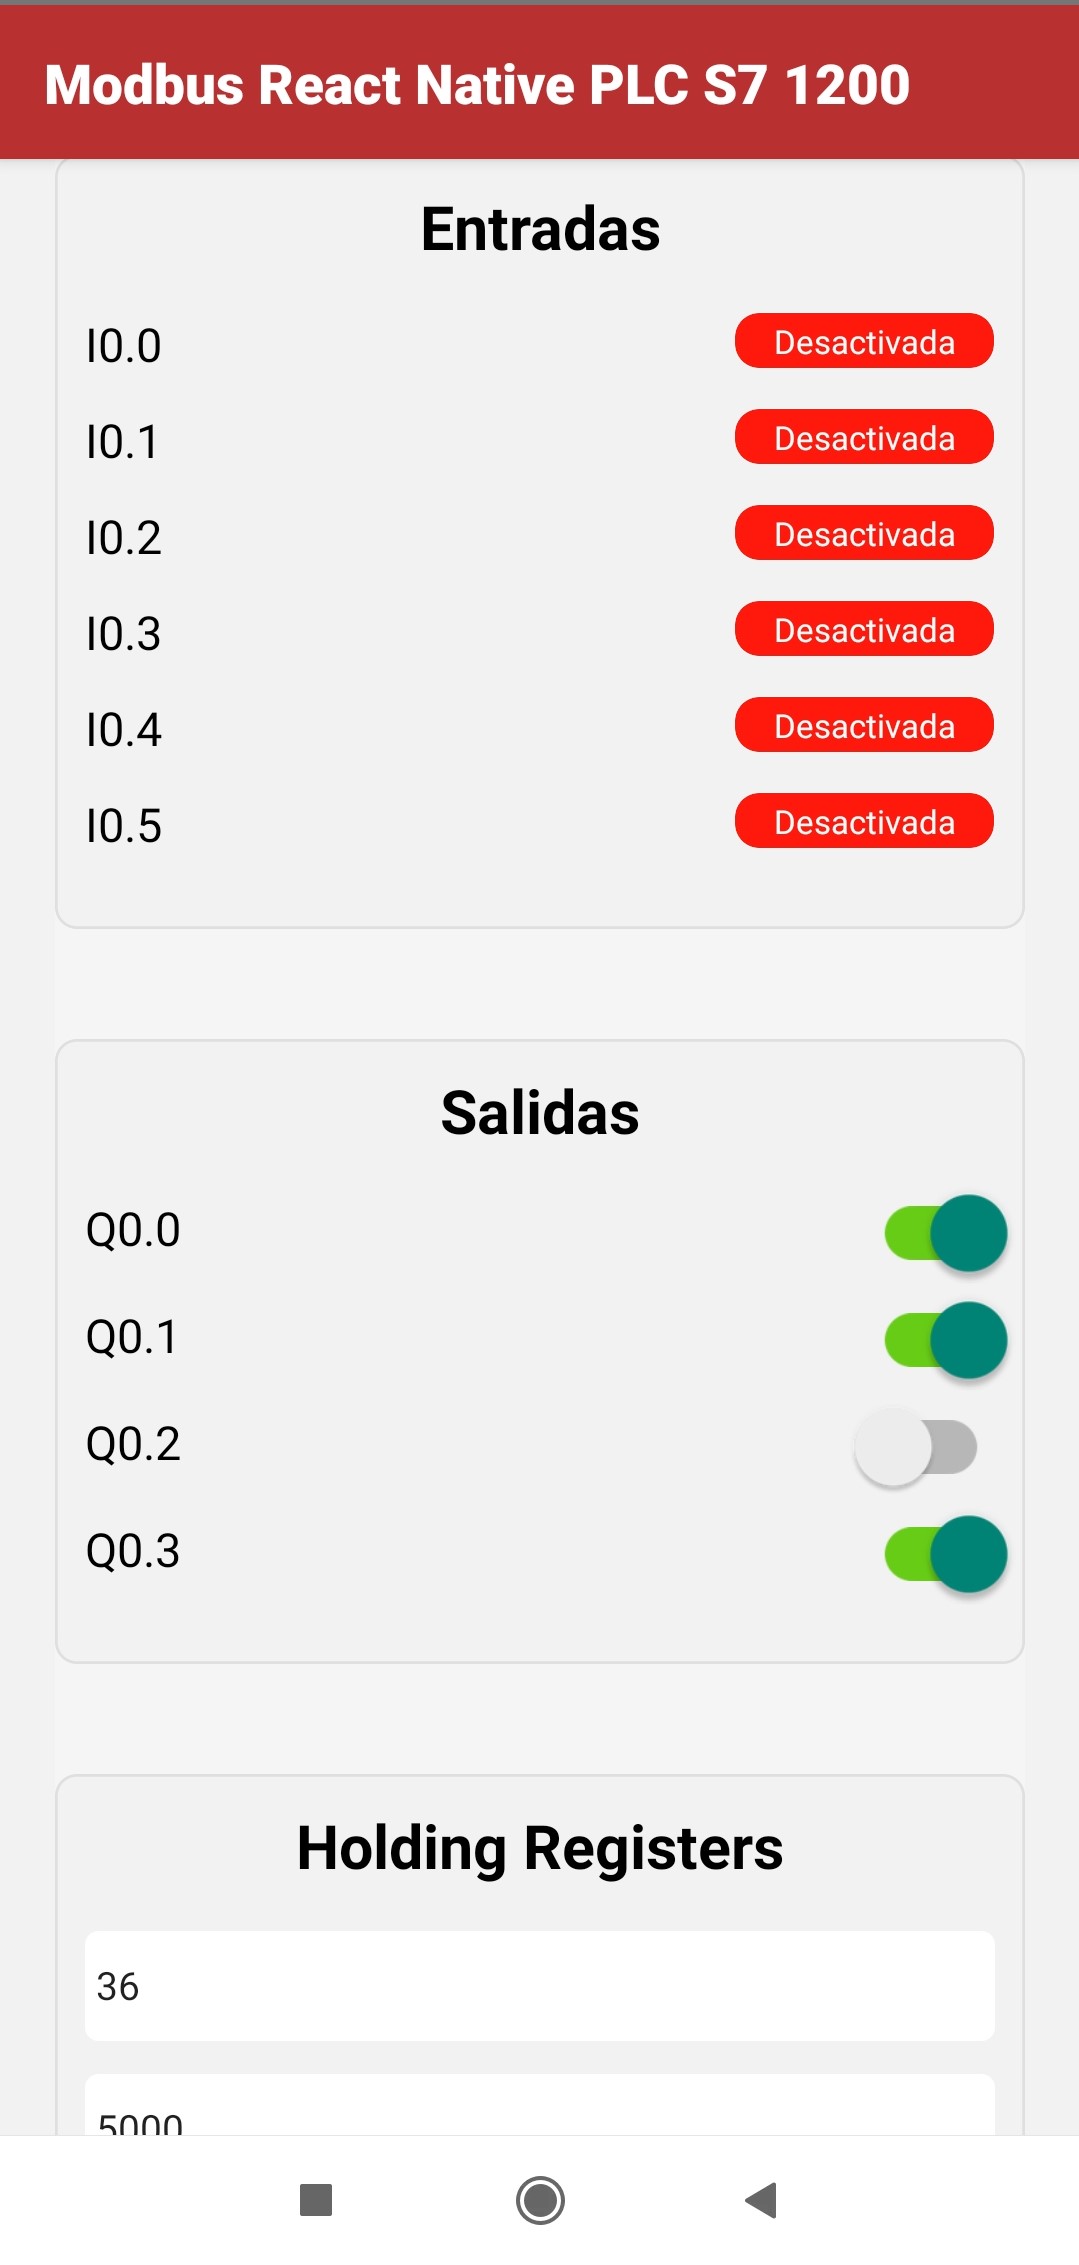 Modbus React Native PLC S7 1200
Entradas
I0.0 Desactivada
I0.1 Desactivada
I0.2 Desactivada
I0.3 Desactivada
I0.4 Desactivada
I0.5 Desactivada
Salidas
Q0.0
Q0.1
Q0.2
Q0.3
Holding Registers
36
5000